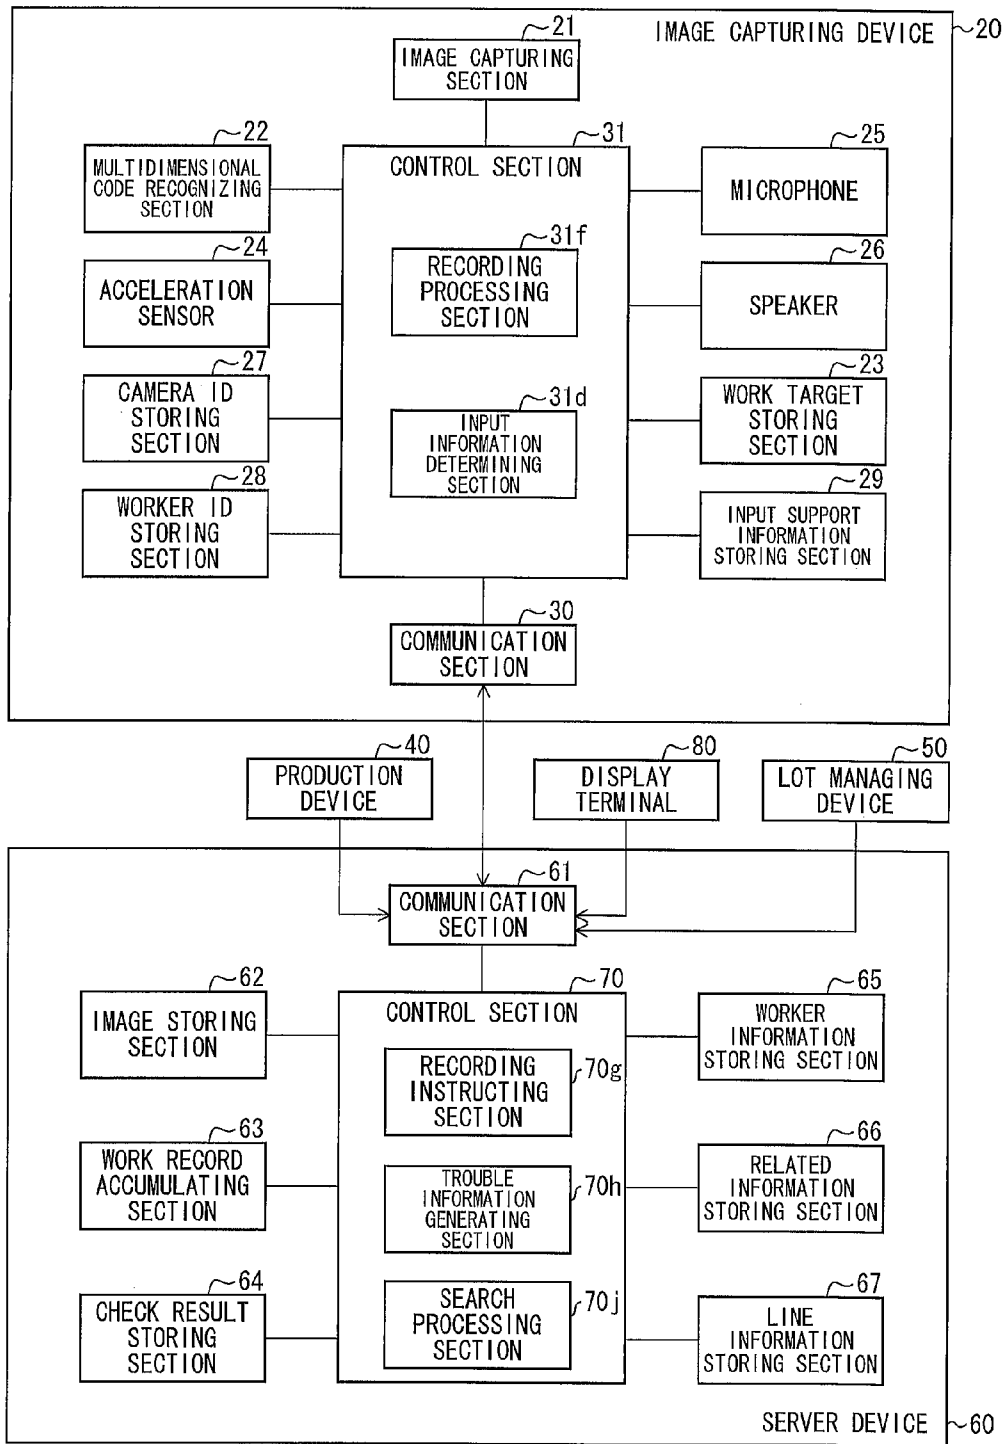 IMAGE CAPTURING DEVICE
20
21
IMAGE CAPTURING
SECTION
22
MULTIDIMENSIONAL
CODE RECOGNIZING
SECTION
31
CONTROL SECTION
25
MICROPHONE
24
ACCELERATION
SENSOR
31f
RECORDING
PROCESSING
SECTION
26
SPEAKER
27
CAMERA ID
STORING
SECTION
31d
INPUT
INFORMATION
DETERMINING
SECTION
23
WORK TARGET
STORING
SECTION
28
WORKER ID
STORING
SECTION
29
INPUT SUPPORT
INFORMATION
STORING SECTION
30
COMMUNICATION
SECTION
40
PRODUCTION
DEVICE
80
DISPLAY
TERMINAL
50
LOT MANAGING
DEVICE
61
COMMUNICATION
SECTION
62
IMAGE STORING
SECTION
70
CONTROL SECTION
65
WORKER
INFORMATION
STORING SECTION
RECORDING
INSTRUCTING
SECTION
70g
63
WORK RECORD
ACCUMULATING
SECTION
TROUBLE
INFORMATION
GENERATING
SECTION
70h
66
RELATED
INFORMATION
STORING SECTION
64
CHECK RESULT
STORING
SECTION
SEARCH
PROCESSING
SECTION
70j
67
LINE
INFORMATION
STORING SECTION
SERVER DEVICE
60